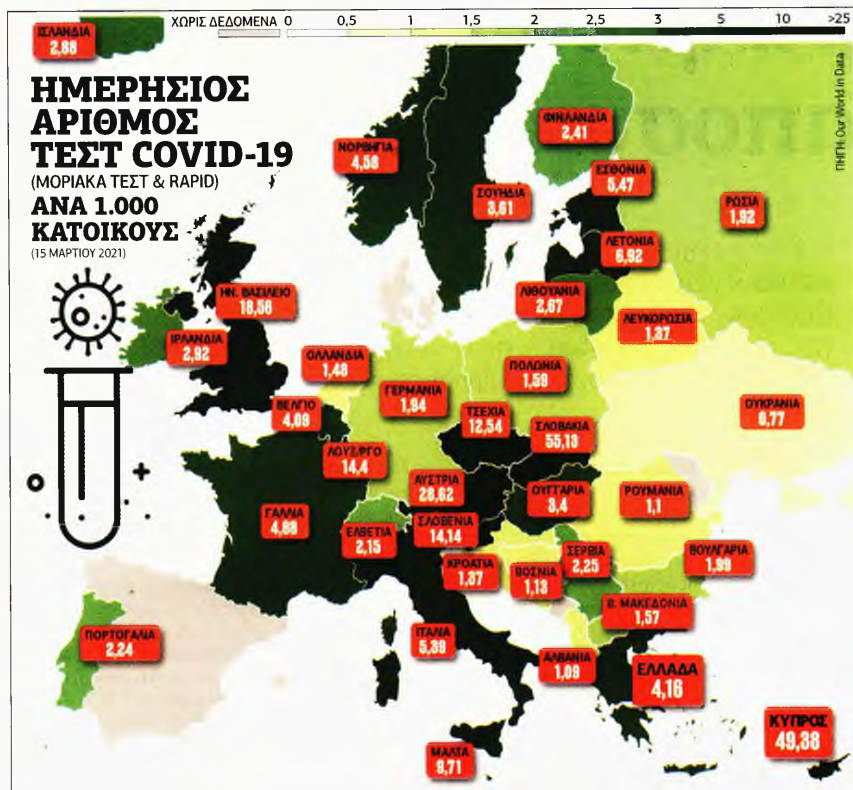 ΙΣΛΑΝΔΙΑ
2,88
ΧΩΡΙΣ ΔΕΔΟΜΕΝΑ 0 0,5 1 1,5 2 2,5 3 5 10 >25
ΗΜΕΡΗΣΙΟΣ
ΑΡΙΘΜΟΣ
ΤΕΣΤ COVID-19
(ΜΟΡΙΑΚΑ ΤΕΣΤ & RAPID)
ΑΝΑ 1.000
ΚΑΤΟΙΚΟΥΣ
(15 ΜΑΡΤΙΟΥ 2021)
ΠΗΓΗ: Our World in Data
ΦΙΝΛΑΝΔΙΑ
2,41
ΝΟΡΒΗΓΙΑ
4,58
ΕΣΘΟΝΙΑ
5,47
ΣΟΥΗΔΙΑ
3,61
ΡΩΣΙΑ
1,92
ΛΕΤΟΝΙΑ
6,92
ΗΝ. ΒΑΣΙΛΕΙΟ
18,56
ΛΙΘΟΥΑΝΙΑ
2,67
ΛΕΥΚΟΡΩΣΙΑ
1,37
ΙΡΛΑΝΔΙΑ
2,92
ΟΛΛΑΝΔΙΑ
1,48
ΠΟΛΩΝΙΑ
1,59
ΓΕΡΜΑΝΙΑ
1,94
ΟΥΚΡΑΝΙΑ
0,77
ΒΕΛΓΙΟ
4,09
ΤΣΕΧΙΑ
12,54
ΣΛΟΒΑΚΙΑ
55,13
ΛΟΥΞ/ΡΓΟ
14,4
ΑΥΣΤΡΙΑ
28,62
ΟΥΓΓΑΡΙΑ
3,4
ΡΟΥΜΑΝΙΑ
1,1
ΓΑΛΛΙΑ
4,88
ΕΛΒΕΤΙΑ
2,15
ΣΛΟΒΕΝΙΑ
14,14
ΣΕΡΒΙΑ
2,25
ΒΟΥΛΓΑΡΙΑ
1,99
ΚΡΟΑΤΙΑ
1,37
ΒΟΣΝΙΑ
1,13
Β. ΜΑΚΕΔΟΝΙΑ
1,57
ΠΟΡΤΟΓΑΛΙΑ
2,24
ΙΤΑΛΙΑ
5,39
ΑΛΒΑΝΙΑ
1,09
ΕΛΛΑΔΑ
4,16
ΚΥΠΡΟΣ
49,38
ΜΑΛΤΑ
9,71